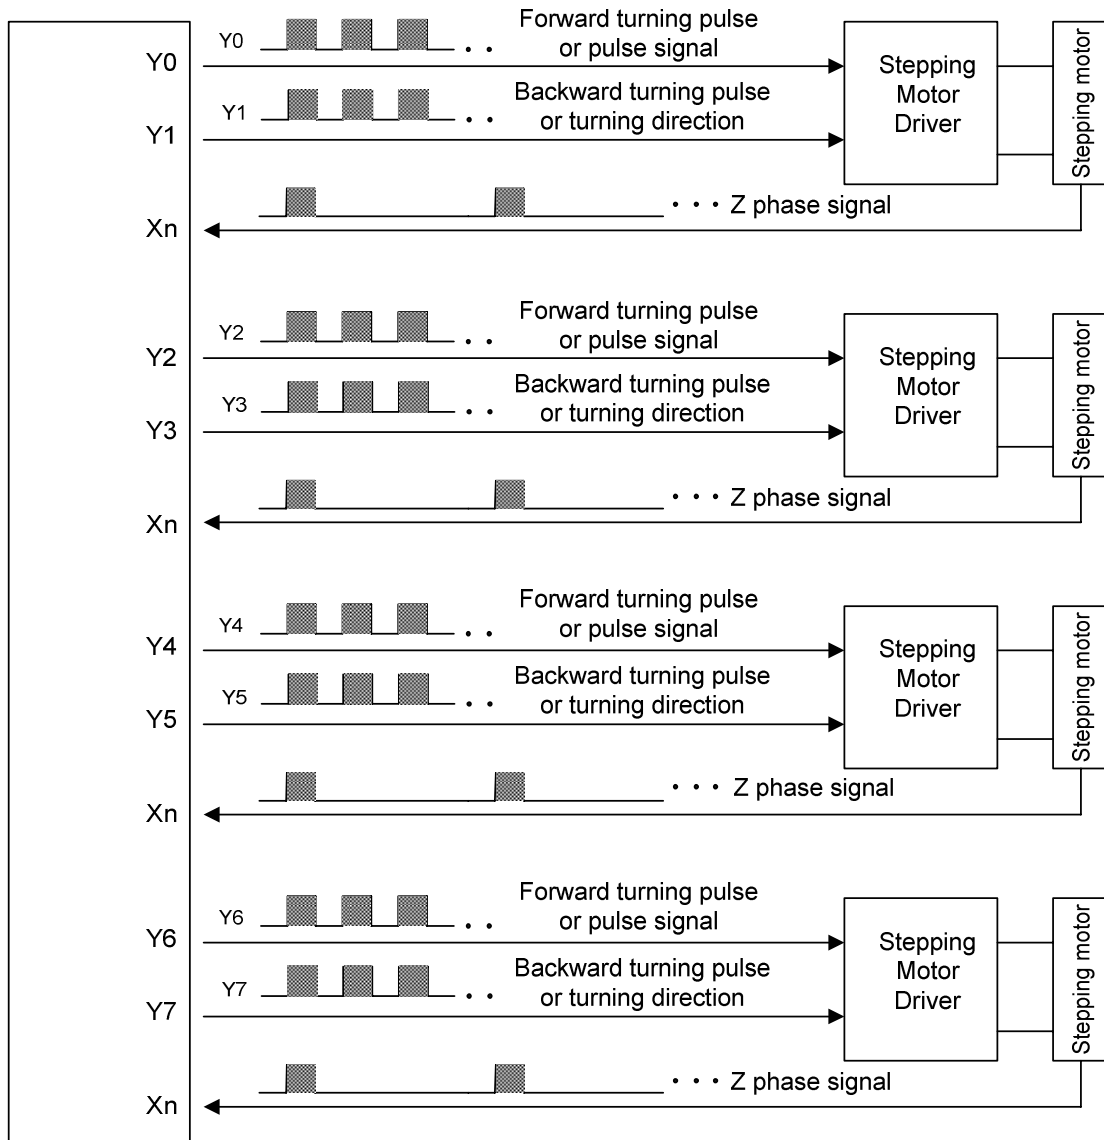 Y0
Forward turning pulse
or pulse signal
Y0
Y1
Backward turning pulse
or turning direction
Y1
Stepping
Motor
Driver
Stepping motor
Z phase signal
Xn
Y2
Forward turning pulse
or pulse signal
Y2
Y3
Backward turning pulse
or turning direction
Y3
Stepping
Motor
Driver
Stepping motor
Z phase signal
Xn
Y4
Forward turning pulse
or pulse signal
Y4
Y5
Backward turning pulse
or turning direction
Y5
Stepping
Motor
Driver
Stepping motor
Z phase signal
Xn
Y6
Forward turning pulse
or pulse signal
Y6
Y7
Backward turning pulse
or turning direction
Y7
Stepping
Motor
Driver
Stepping motor
Z phase signal
Xn